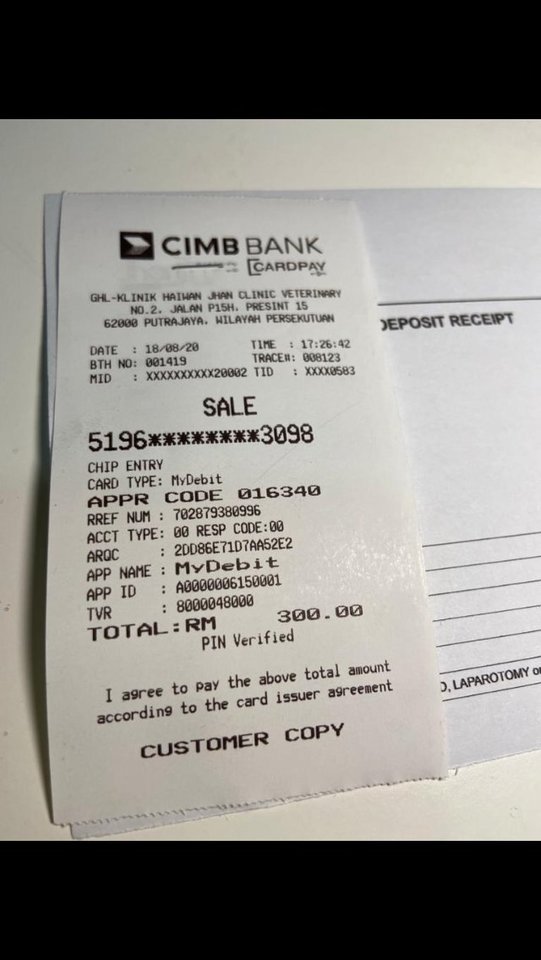 CIMB BANK
CARDPAY
GHL-KLINIK HAIWAN JHAN CLINIC VETERINARY
NO.2, JALAN P15H, PRESINT 15
62000 PUTRAJAYA, WILAYAH PERSEKUTUAN
DATE : 18/08/20 TIME : 17:26:42
BTH NO: 001419 TRACE#: 008123
MID : XXXXXXXXXX20002 TID : XXXX0583
SALE
5196********3098
CHIP ENTRY
CARD TYPE: MyDebit
APPR CODE 016340
RREF NUM : 702879380996
ACCT TYPE: 00 RESP CODE:00
ARQC : 2DD86E71D7AA52E2
APP NAME : MyDebit
APP ID : A0000006150001
TVR : 8000048000
TOTAL:RM 300.00
PIN Verified
I agree to pay the above total amount
according to the card issuer agreement
CUSTOMER COPY
DEPOSIT RECEIPT
, LAPAROTOMY